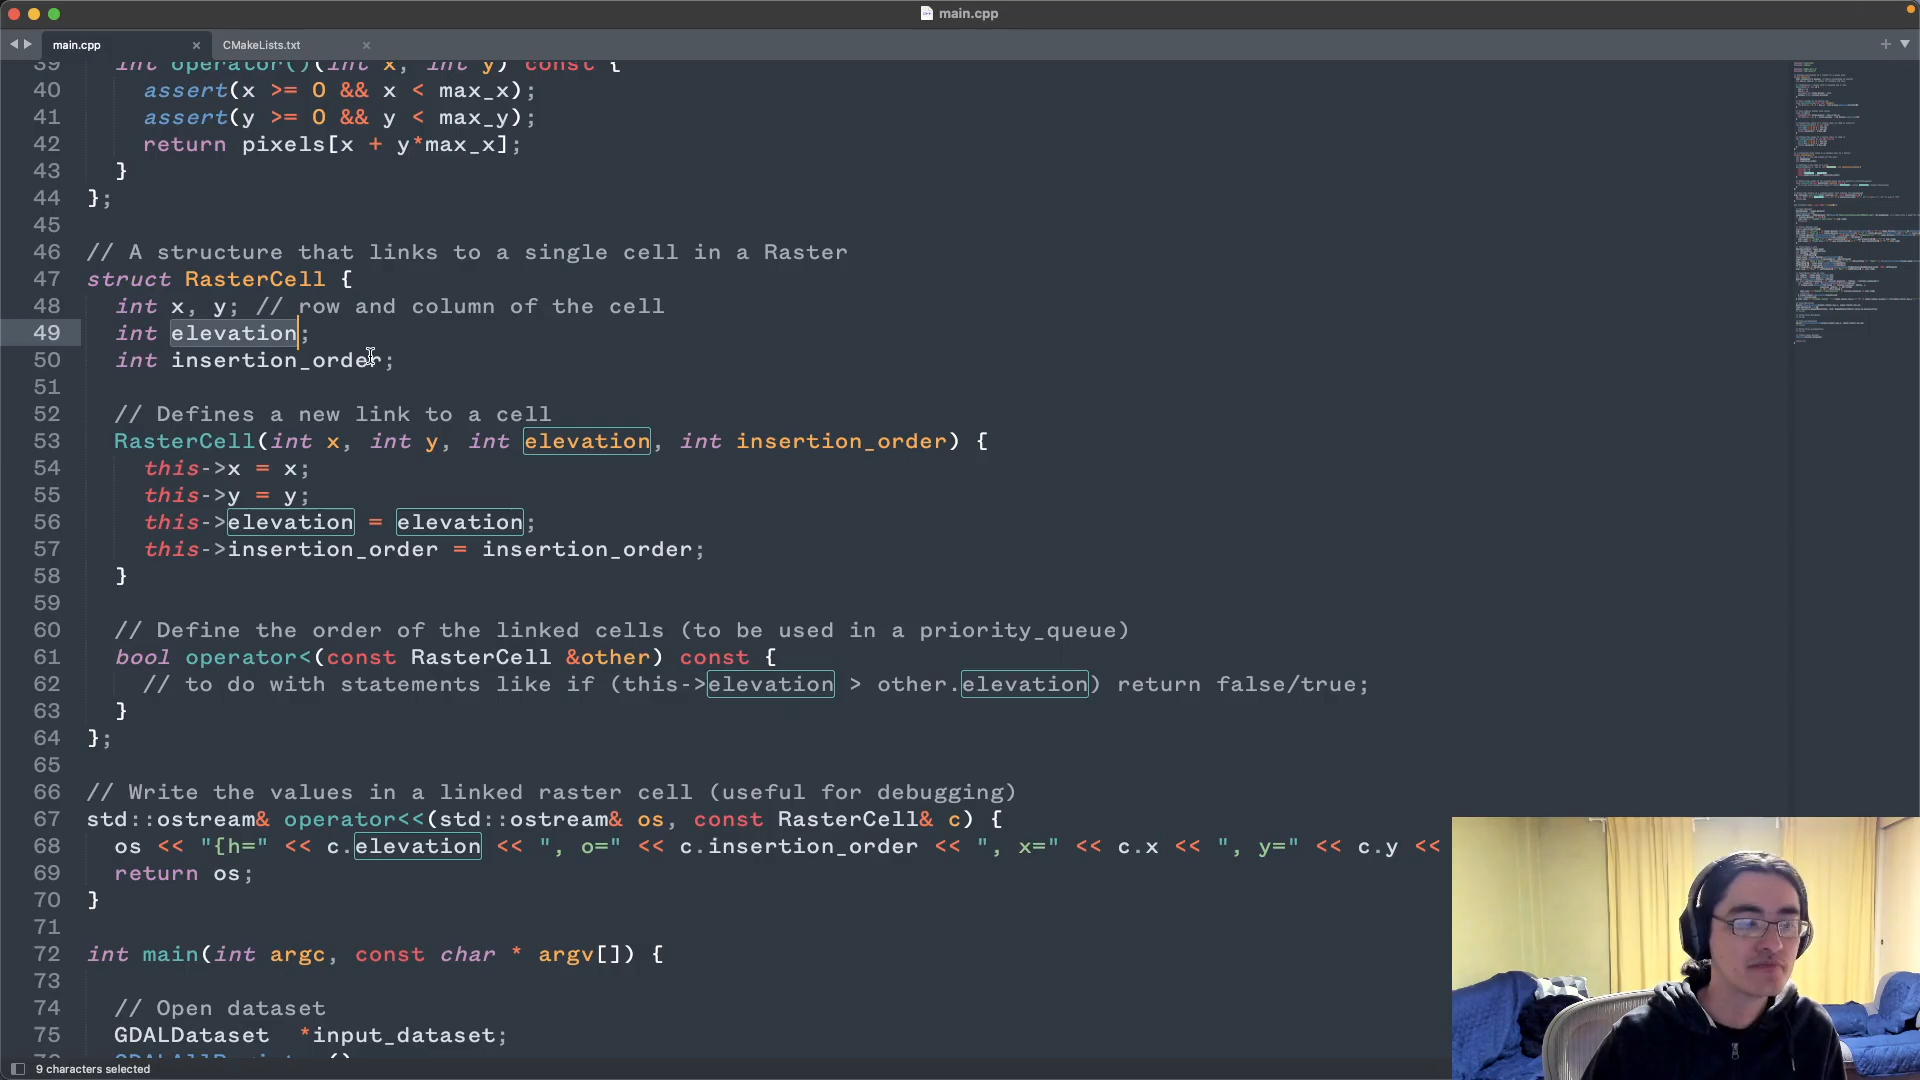 main.cpp
main.cpp
CMakeLists.txt
39 int operator()(int x, int y) const {
40 assert(x >= 0 && x < max_x);
41 assert(y >= 0 && y < max_y);
42 return pixels[x + y*max_x];
43 }
44 };
45
46 // A structure that links to a single cell in a Raster
47 struct RasterCell {
48 int x, y; // row and column of the cell
49 int elevation;
50 int insertion_order;
51
52 // Defines a new link to a cell
53 RasterCell(int x, int y, int elevation, int insertion_order) {
54 this->x = x;
55 this->y = y;
56 this->elevation = elevation;
57 this->insertion_order = insertion_order;
58 }
59
60 // Define the order of the linked cells (to be used in a priority_queue)
61 bool operator<(const RasterCell &other) const {
62 // to do with statements like if (this->elevation > other.elevation) return false/true;
63 }
64 };
65
66 // Write the values in a linked raster cell (useful for debugging)
67 std::ostream& operator<<(std::ostream& os, const RasterCell& c) {
68 os << "{h=" << c.elevation << ", o=" << c.insertion_order << ", x=" << c.x << ", y=" << c.y <<
69 return os;
70 }
71
72 int main(int argc, const char * argv[]) {
73
74 // Open dataset
75 GDALDataset *input_dataset;
9 characters selected